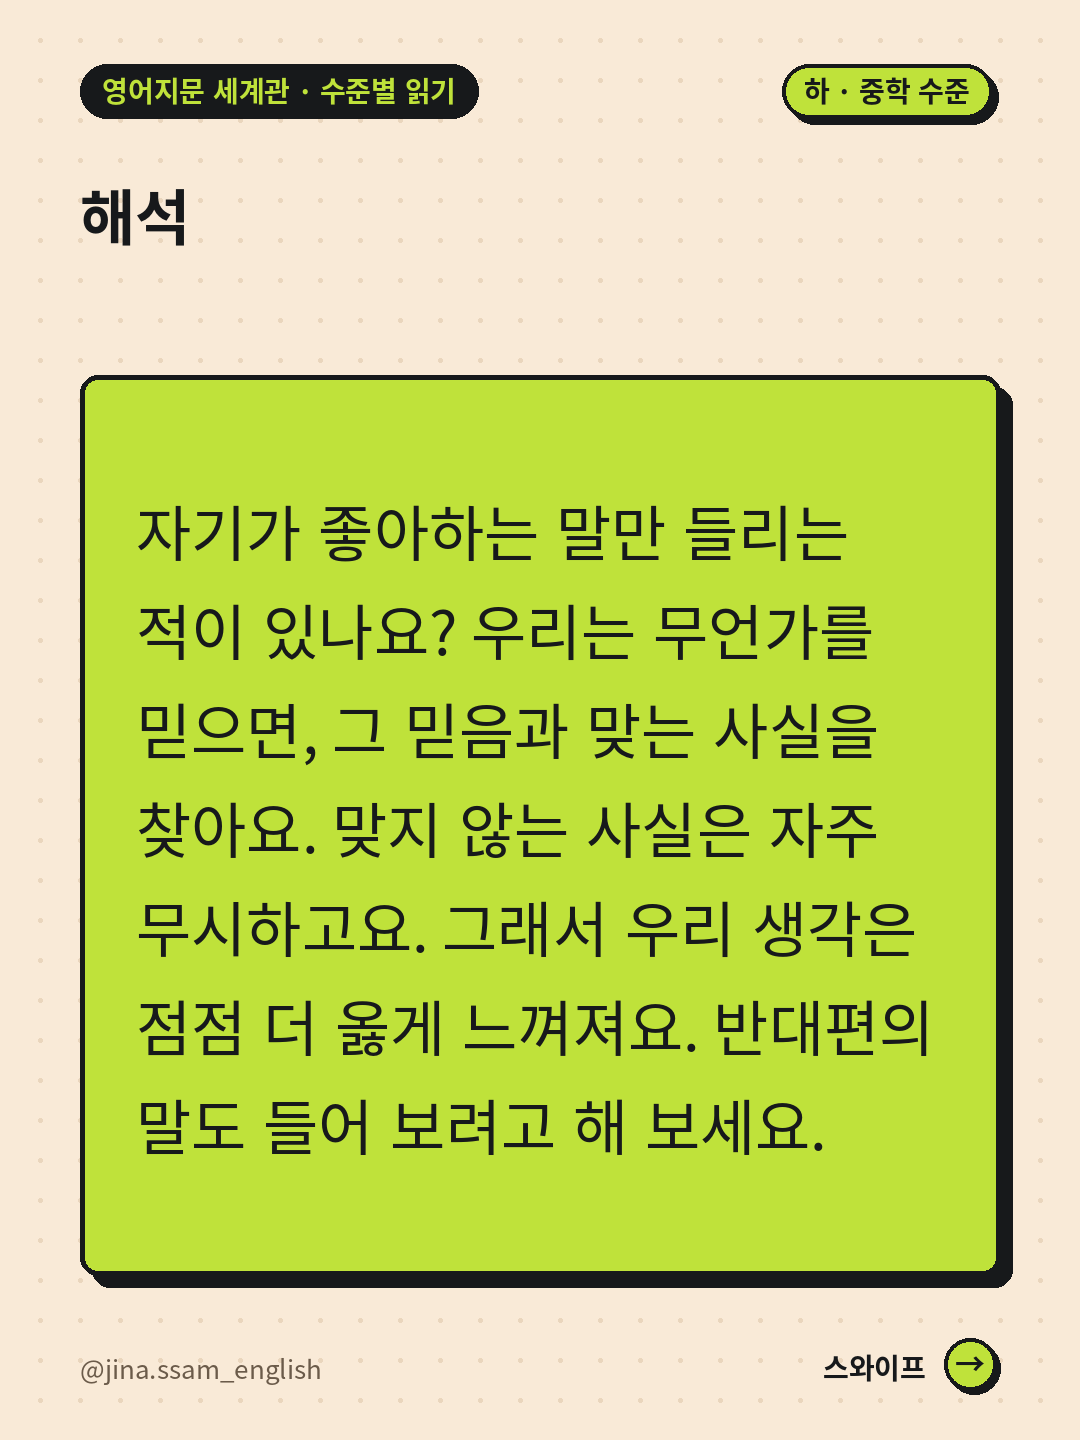 영어지문 세계관 · 수준별 읽기
하 · 중학 수준
해석
자기가 좋아하는 말만 들리는
적이 있나요? 우리는 무언가를
믿으면, 그 믿음과 맞는 사실을
찾아요. 맞지 않는 사실은 자주
무시하고요. 그래서 우리 생각은
점점 더 옳게 느껴져요. 반대편의
말도 들어 보려고 해 보세요.
@jina.ssam_english
스와이프 →